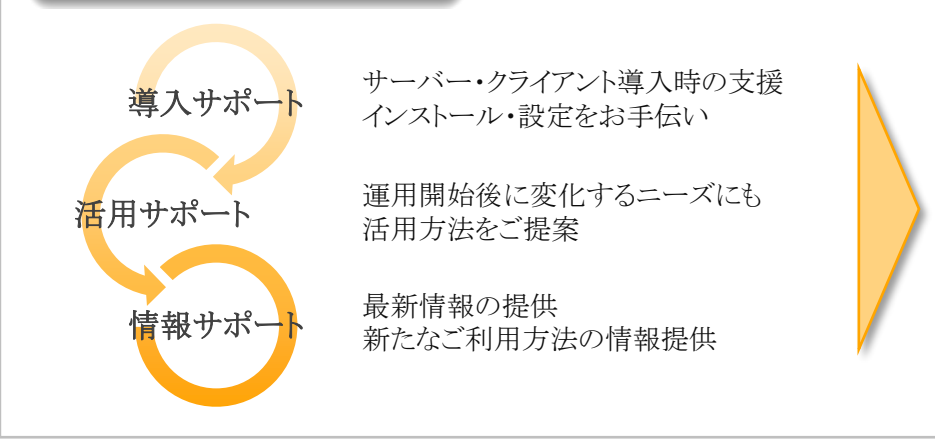 導入サポート
サーバー・クライアント導入時の支援
インストール・設定をお手伝い
活用サポート
運用開始後に変化するニーズにも
活用方法をご提案
情報サポート
最新情報の提供
新たなご利用方法の情報提供